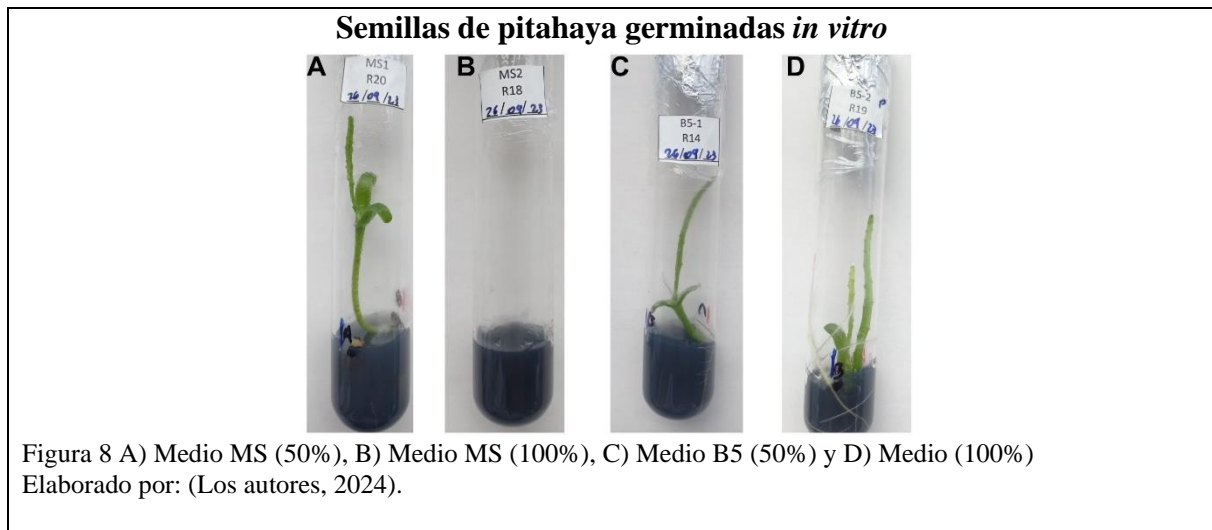 Semillas de pitahaya germinadas in vitro
A
MS1
R20
26/09/23
B
MS2
R18
26/09/23
C
B5-1
R14
26/09/23
D
B5-2
R19
26/09/23
Figura 8 A) Medio MS (50%), B) Medio MS (100%), C) Medio B5 (50%) y D) Medio (100%)
Elaborado por: (Los autores, 2024).